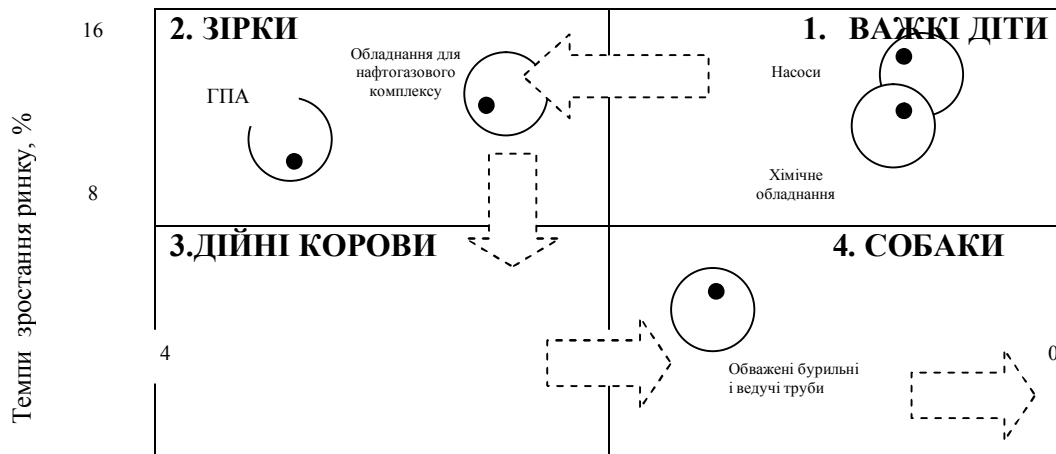 16
2. ЗІРКИ
1. ВАЖКІ ДІТИ
Обладнання для
нафтогазового
комплексу
ГПА
Насоси
Хімічне
обладнання
8
Темпи зростання ринку, %
3.ДІЙНІ КОРОВИ
4. СОБАКИ
4
0
Обважені бурильні
і ведучі труби